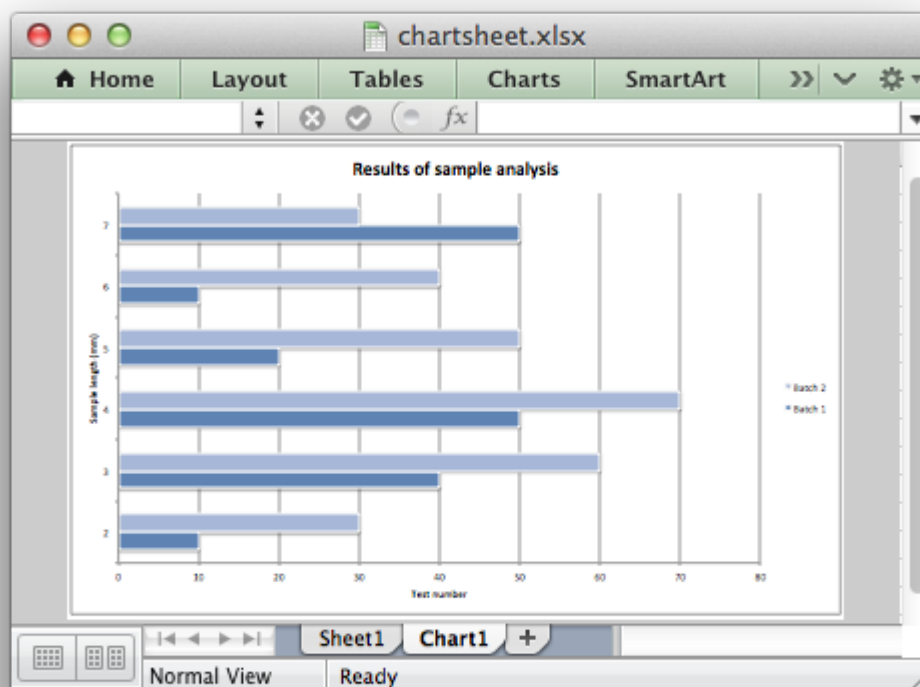 chartsheet.xlsx
Home Layout Tables Charts SmartArt
fx
Results of sample analysis
7
6
5
4
3
2
Sample length (mm)
Batch 2
Batch 1
0 10 20 30 40 50 60 70 80
Test number
Sheet1 Chart1 +
Normal View Ready